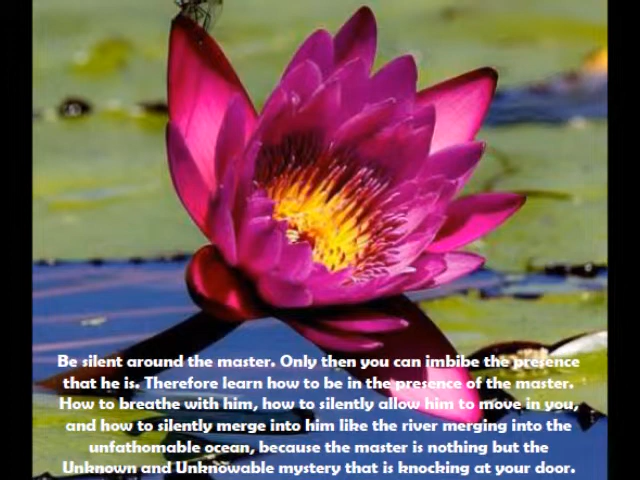 Be silent around the master. Only then you can imbibe the presence
that he is. Therefore learn how to be in the presence of the master.
How to breathe with him, how to silently allow him to move in you,
and how to silently merge into him like the river merging into the
unfathomable ocean, because the master is nothing but the
Unknown and Unknowable mystery that is knocking at your door.